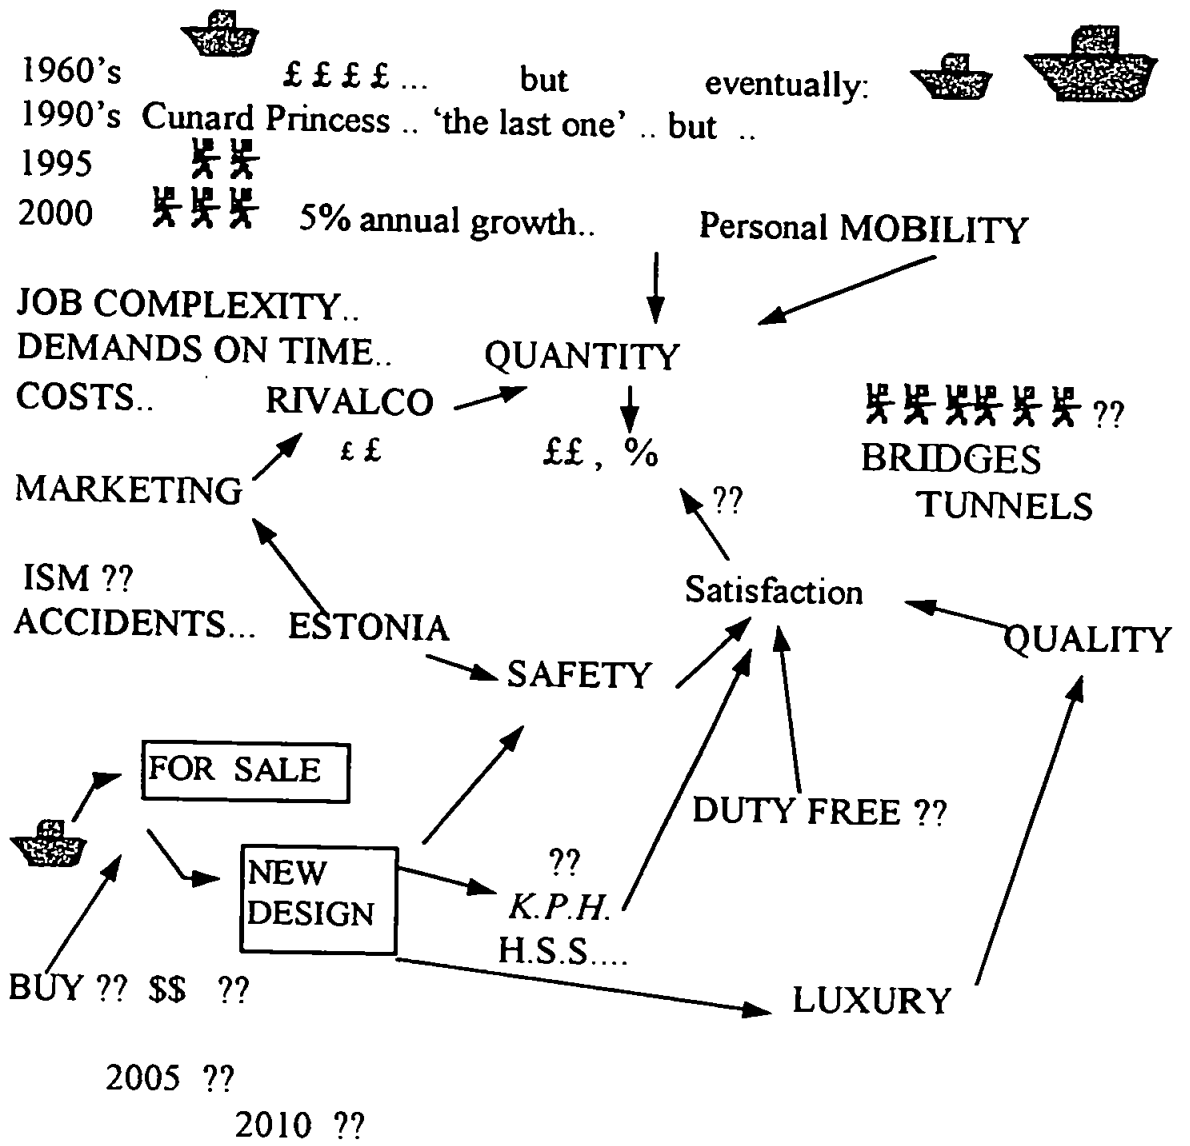 1960's ££££... but eventually:
1990's Cunard Princess .. 'the last one' .. but ..
1995
2000 5% annual growth.. Personal MOBILITY
JOB COMPLEXITY..
DEMANDS ON TIME.. QUANTITY
COSTS.. RIVALCO
??
££ ££, % BRIDGES
MARKETING ?? TUNNELS
ISM ?? Satisfaction
ACCIDENTS... ESTONIA QUALITY
SAFETY
FOR SALE
DUTY FREE ??
NEW ??
DESIGN K.P.H.
H.S.S....
BUY ?? $$ ?? LUXURY
2005 ??
2010 ??